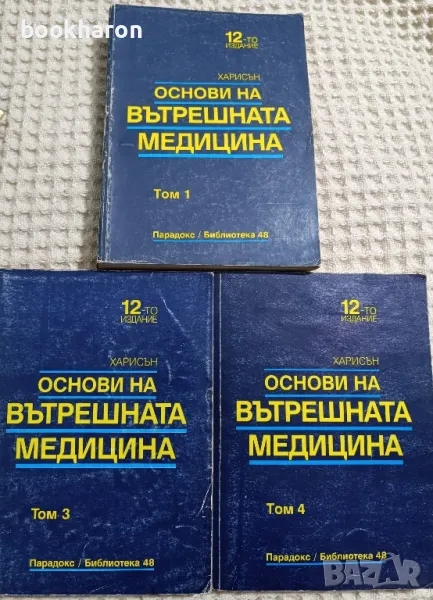 bookharon
12-ТО
ИЗДАНИЕ
ХАРИСЪН
ОСНОВИ НА
ВЪТРЕШНАТА
МЕДИЦИНА
Том 1
Парадокс / Библиотека 48
12-ТО
ИЗДАНИЕ
ХАРИСЪН
ОСНОВИ НА
ВЪТРЕШНАТА
МЕДИЦИНА
Том 3
Парадокс / Библиотека 48
12-ТО
ИЗДАНИЕ
ХАРИСЪН
ОСНОВИ НА
ВЪТРЕШНАТА
МЕДИЦИНА
Том 4
Парадокс / Библиотека 48
BAZAR